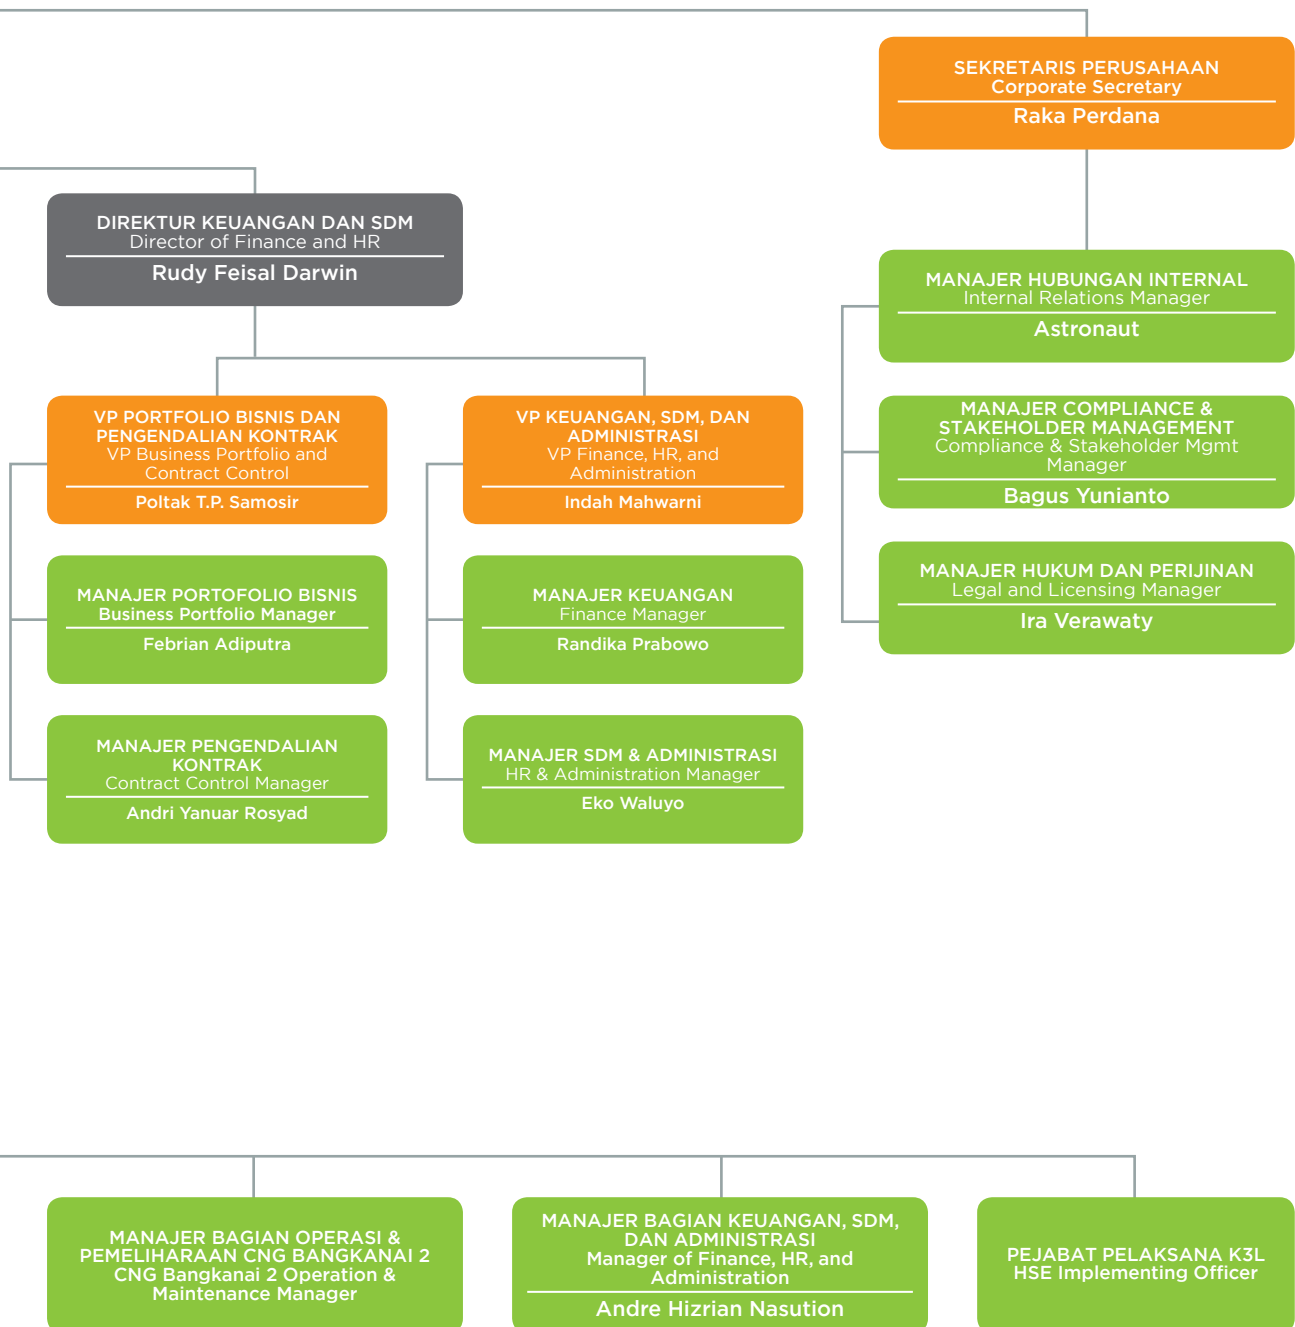 SEKRETARIS PERUSAHAAN
Corporate Secretary
Raka Perdana
DIREKTUR KEUANGAN DAN SDM
Director of Finance and HR
Rudy Feisal Darwin
MANAJER HUBUNGAN INTERNAL
Internal Relations Manager
Astronaut
VP PORTFOLIO BISNIS DAN
PENGENDALIAN KONTRAK
VP Business Portfolio and
Contract Control
Poltak T.P. Samosir
VP KEUANGAN, SDM, DAN
ADMINISTRASI
VP Finance, HR, and
Administration
Indah Mahwarni
MANAJER COMPLIANCE &
STAKEHOLDER MANAGEMENT
Compliance & Stakeholder Mgmt
Manager
Bagus Yunianto
MANAJER PORTOFOLIO BISNIS
Business Portfolio Manager
Febrian Adiputra
MANAJER KEUANGAN
Finance Manager
Randika Prabowo
MANAJER HUKUM DAN PERIJINAN
Legal and Licensing Manager
Ira Verawaty
MANAJER PENGENDALIAN
KONTRAK
Contract Control Manager
Andri Yanuar Rosyad
MANAJER SDM & ADMINISTRASI
HR & Administration Manager
Eko Waluyo
MANAJER BAGIAN OPERASI &
PEMELIHARAAN CNG BANGKANAI 2
CNG Bangkanai 2 Operation &
Maintenance Manager
MANAJER BAGIAN KEUANGAN, SDM,
DAN ADMINISTRASI
Manager of Finance, HR, and
Administration
Andre Hizrian Nasution
PEJABAT PELAKSANA K3L
HSE Implementing Officer